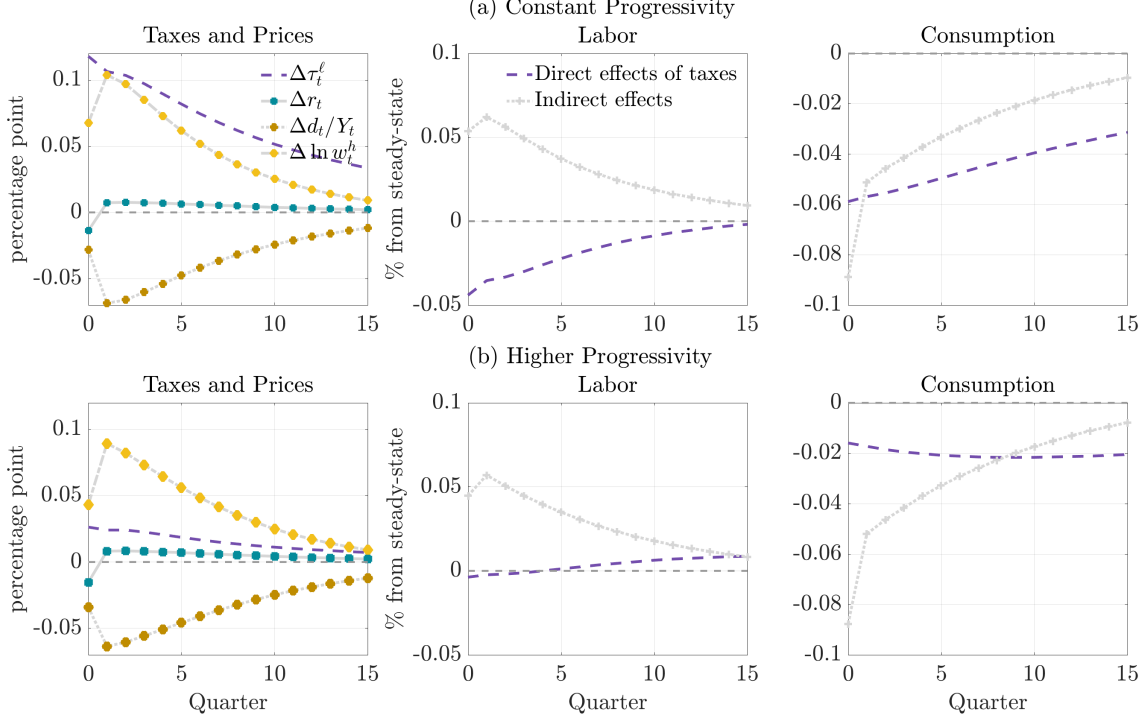 (a) Constant Progressivity
Taxes and Prices
Labor
Consumption
percentage point
0.1
0.05
0
-0.05
Δτₜ^ℓ
Δrₜ
Δdₜ/Yₜ
Δ ln wₜ^h
0 5 10 15
% from steady-state
0.1
0.05
0
-0.05
Direct effects of taxes
Indirect effects
0 5 10 15
0
-0.02
-0.04
-0.06
-0.08
-0.1
0 5 10 15
(b) Higher Progressivity
Taxes and Prices
Labor
Consumption
percentage point
0.1
0.05
0
-0.05
0 5 10 15
Quarter
% from steady-state
0.1
0.05
0
-0.05
0 5 10 15
Quarter
0
-0.02
-0.04
-0.06
-0.08
-0.1
0 5 10 15
Quarter